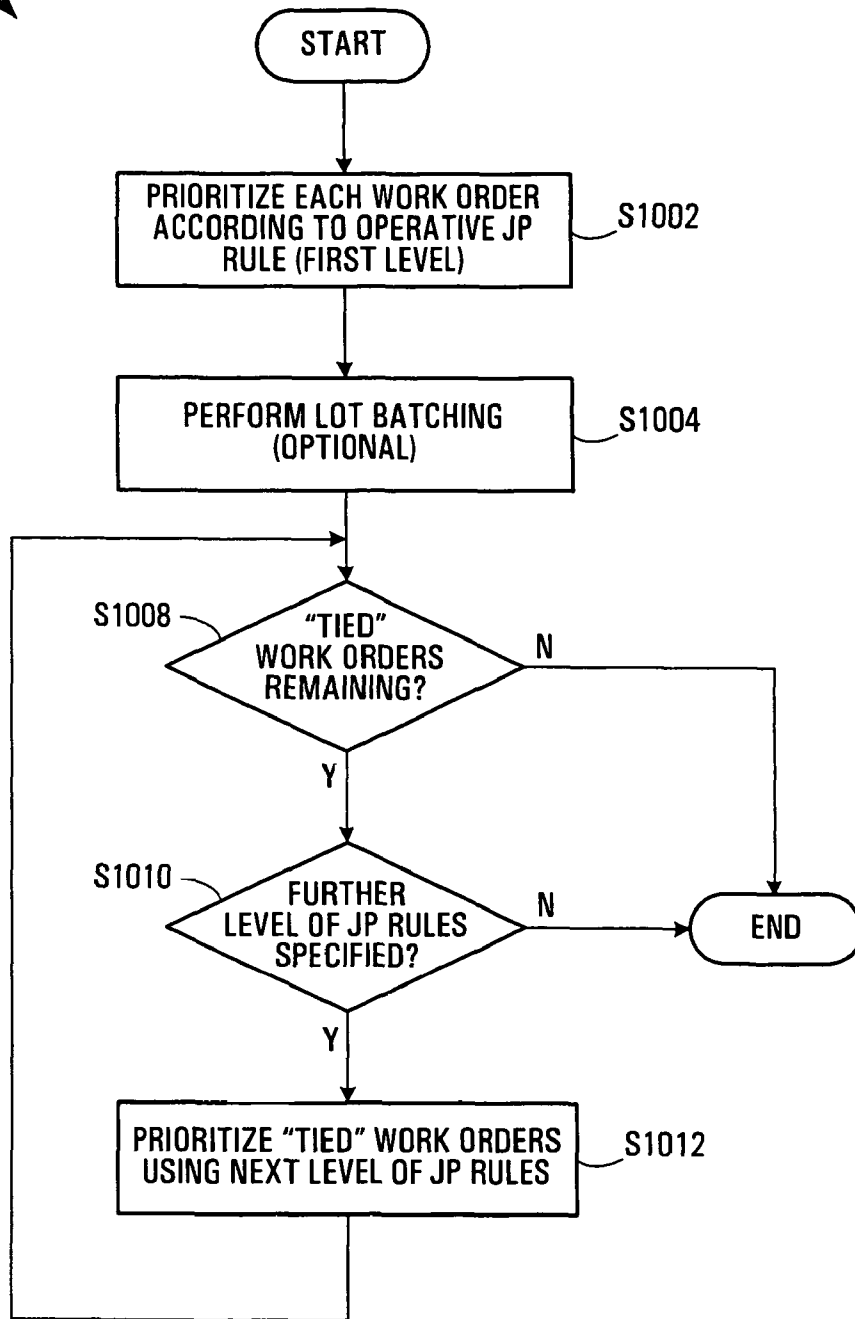 START
PRIORITIZE EACH WORK ORDER
ACCORDING TO OPERATIVE JP
RULE (FIRST LEVEL)
S1002
PERFORM LOT BATCHING
(OPTIONAL)
S1004
S1008
"TIED"
WORK ORDERS
REMAINING?
N
Y
S1010
FURTHER
LEVEL OF JP RULES
SPECIFIED?
N
END
Y
PRIORITIZE "TIED" WORK ORDERS
USING NEXT LEVEL OF JP RULES
S1012